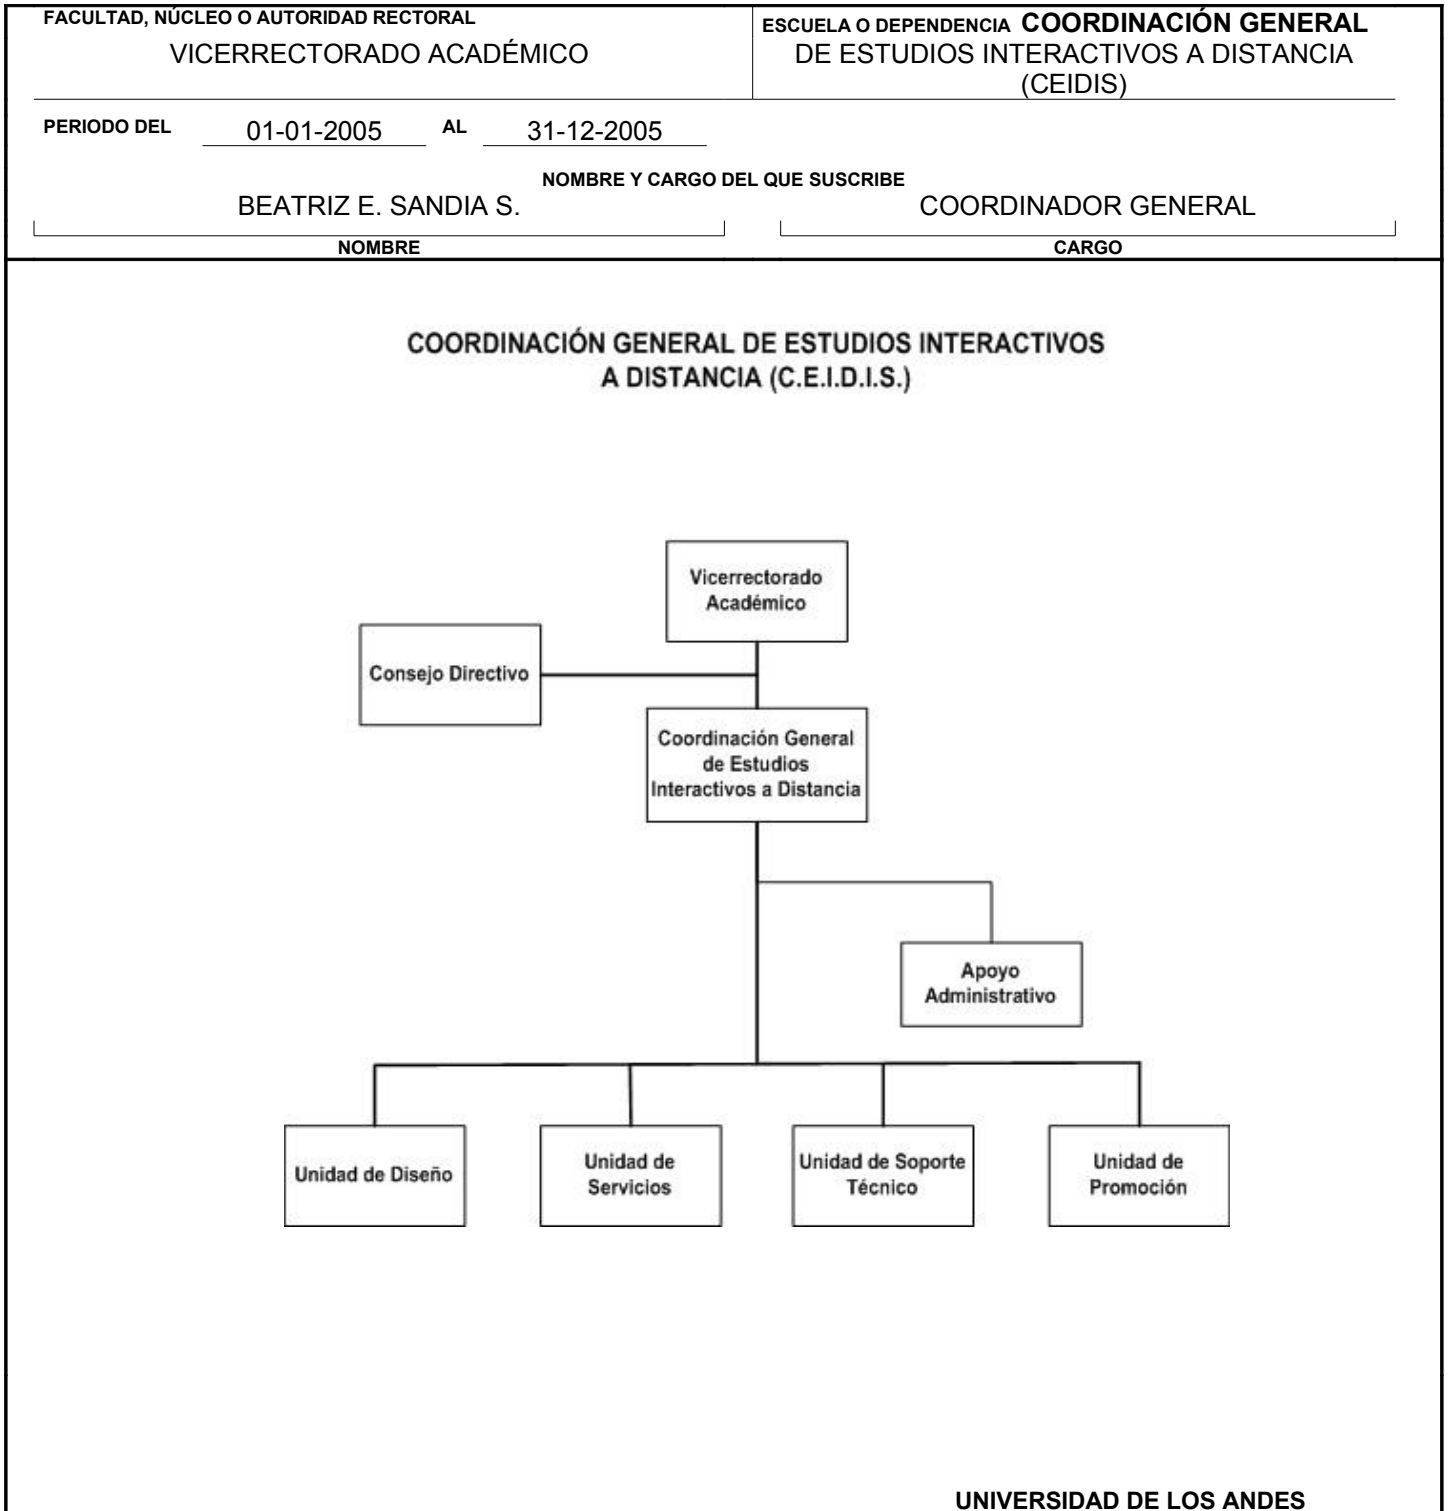 FACULTAD, NÚCLEO O AUTORIDAD RECTORAL
VICERRECTORADO ACADÉMICO
ESCUELA O DEPENDENCIA COORDINACIÓN GENERAL
DE ESTUDIOS INTERACTIVOS A DISTANCIA
(CEIDIS)
PERIODO DEL 01-01-2005 AL 31-12-2005
NOMBRE Y CARGO DEL QUE SUSCRIBE
BEATRIZ E. SANDIA S. COORDINADOR GENERAL
NOMBRE CARGO
COORDINACIÓN GENERAL DE ESTUDIOS INTERACTIVOS
A DISTANCIA (C.E.I.D.I.S.)
Vicerrectorado
Académico
Consejo Directivo
Coordinación General
de Estudios
Interactivos a Distancia
Apoyo
Administrativo
Unidad de Diseño
Unidad de
Servicios
Unidad de Soporte
Técnico
Unidad de
Promoción
UNIVERSIDAD DE LOS ANDES